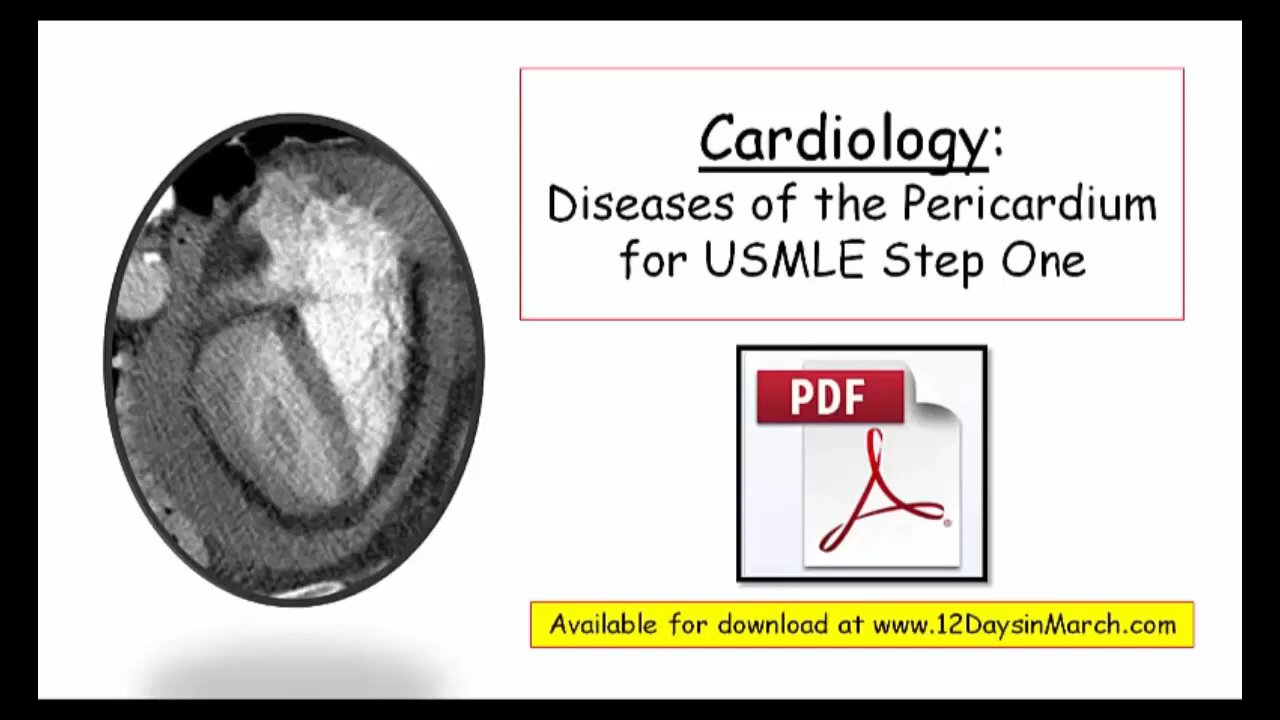 Cardiology:
Diseases of the Pericardium
for USMLE Step One
PDF
®
Available for download at www.12DaysinMarch.com